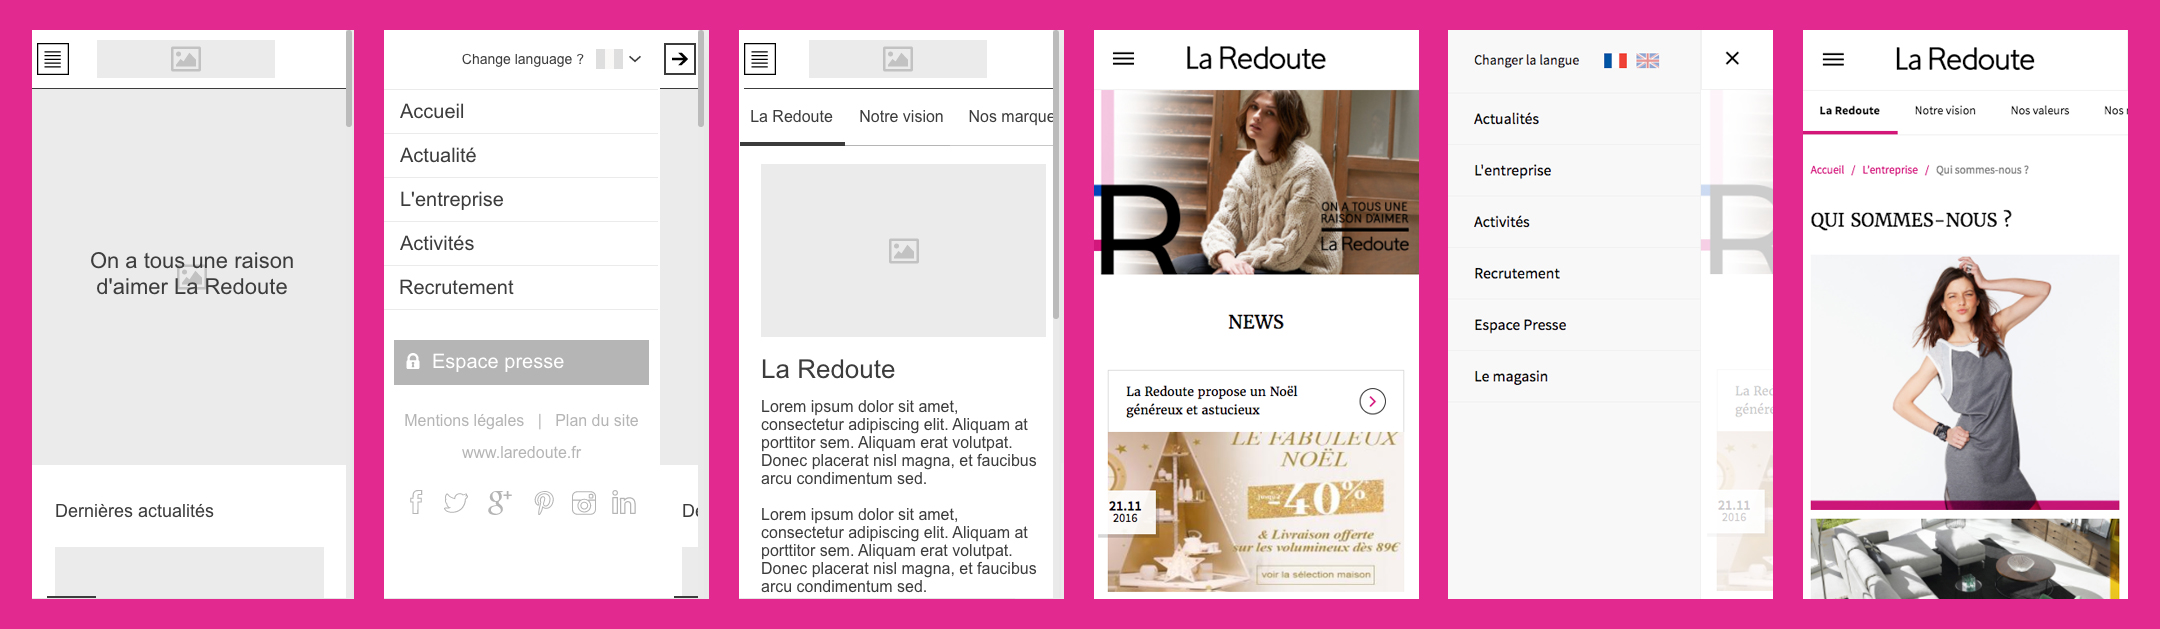 On a tous une raison
d'aimer La Redoute
Dernières actualités
Change language ?
Accueil
Actualité
L'entreprise
Activités
Recrutement
Espace presse
Mentions légales | Plan du site
www.laredoute.fr
De
La Redoute Notre vision Nos marque
La Redoute
Lorem ipsum dolor sit amet,
consectetur adipiscing elit. Aliquam at
porttitor sem. Aliquam erat volutpat.
Donec placerat nisl magna, et faucibus
arcu condimentum sed.
Lorem ipsum dolor sit amet,
consectetur adipiscing elit. Aliquam at
porttitor sem. Aliquam erat volutpat.
Donec placerat nisl magna, et faucibus
arcu condimentum sed.
La Redoute
R
ON A TOUS UNE
RAISON D'AIMER
La Redoute
NEWS
La Redoute propose un Noël
généreux et astucieux
LE FABULEUX
NOËL
-40%
& Livraison offerte
sur les volumineux dès 89€
voir la sélection maison
21.11
2016
Changer la langue
Actualités
L'entreprise
Activités
Recrutement
Espace Presse
Le magasin
La Red
génére
21.11
2016
La Redoute
La Redoute Notre vision Nos valeurs Nos
Accueil / L'entreprise / Qui sommes-nous ?
QUI SOMMES-NOUS ?